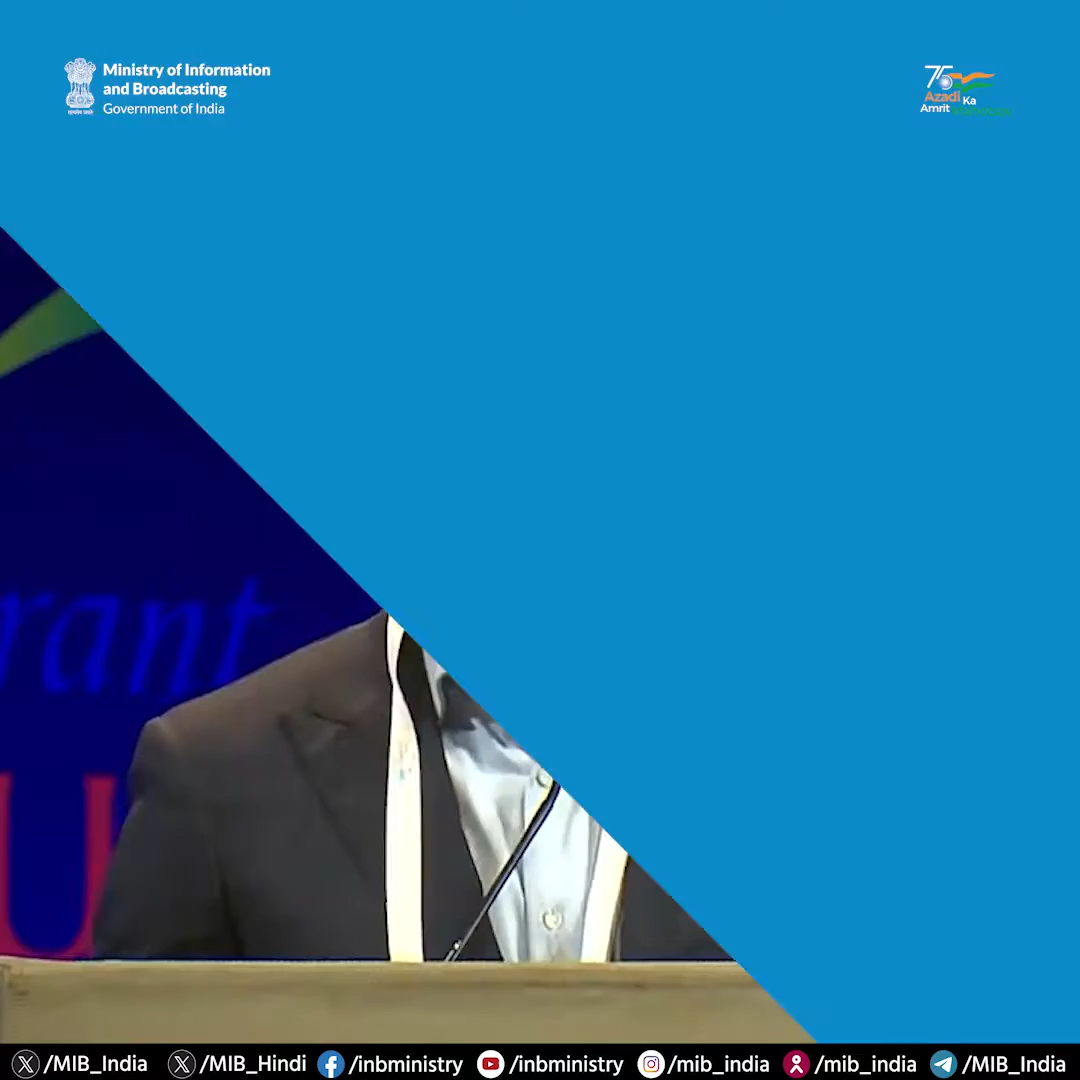 Ministry of Information
and Broadcasting
Government of India
75
Azadi Ka
Amrit
rant
U
/MIB_India /MIB_Hindi /inbministry /inbministry /mib_india /mib_india /MIB_India